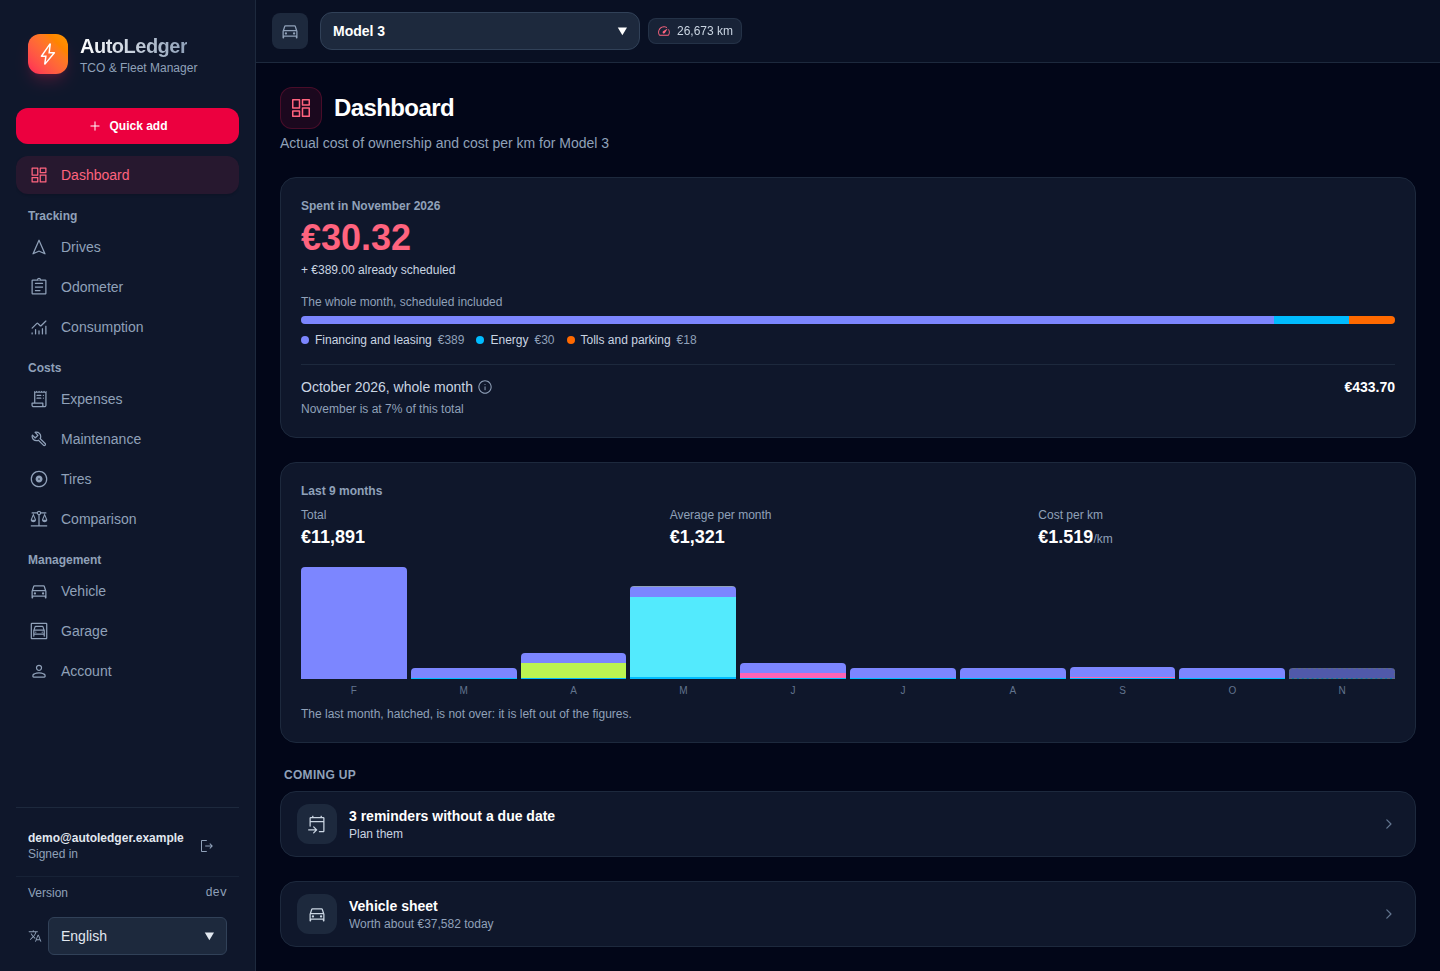 AutoLedger
TCO & Fleet Manager
Quick add
Dashboard
Tracking
Drives
Odometer
Consumption
Costs
Expenses
Maintenance
Tires
Comparison
Management
Vehicle
Garage
Account
demo@autoledger.example
Signed in
Version dev
English
Model 3
26,673 km
Dashboard
Actual cost of ownership and cost per km for Model 3
Spent in November 2026
€30.32
+ €389.00 already scheduled
The whole month, scheduled included
Financing and leasing €389 Energy €30 Tolls and parking €18
October 2026, whole month €433.70
November is at 7% of this total
Last 9 months
Total Average per month Cost per km
€11,891 €1,321 €1.519/km
F M A M J J A S O N
The last month, hatched, is not over: it is left out of the figures.
COMING UP
3 reminders without a due date
Plan them
Vehicle sheet
Worth about €37,582 today